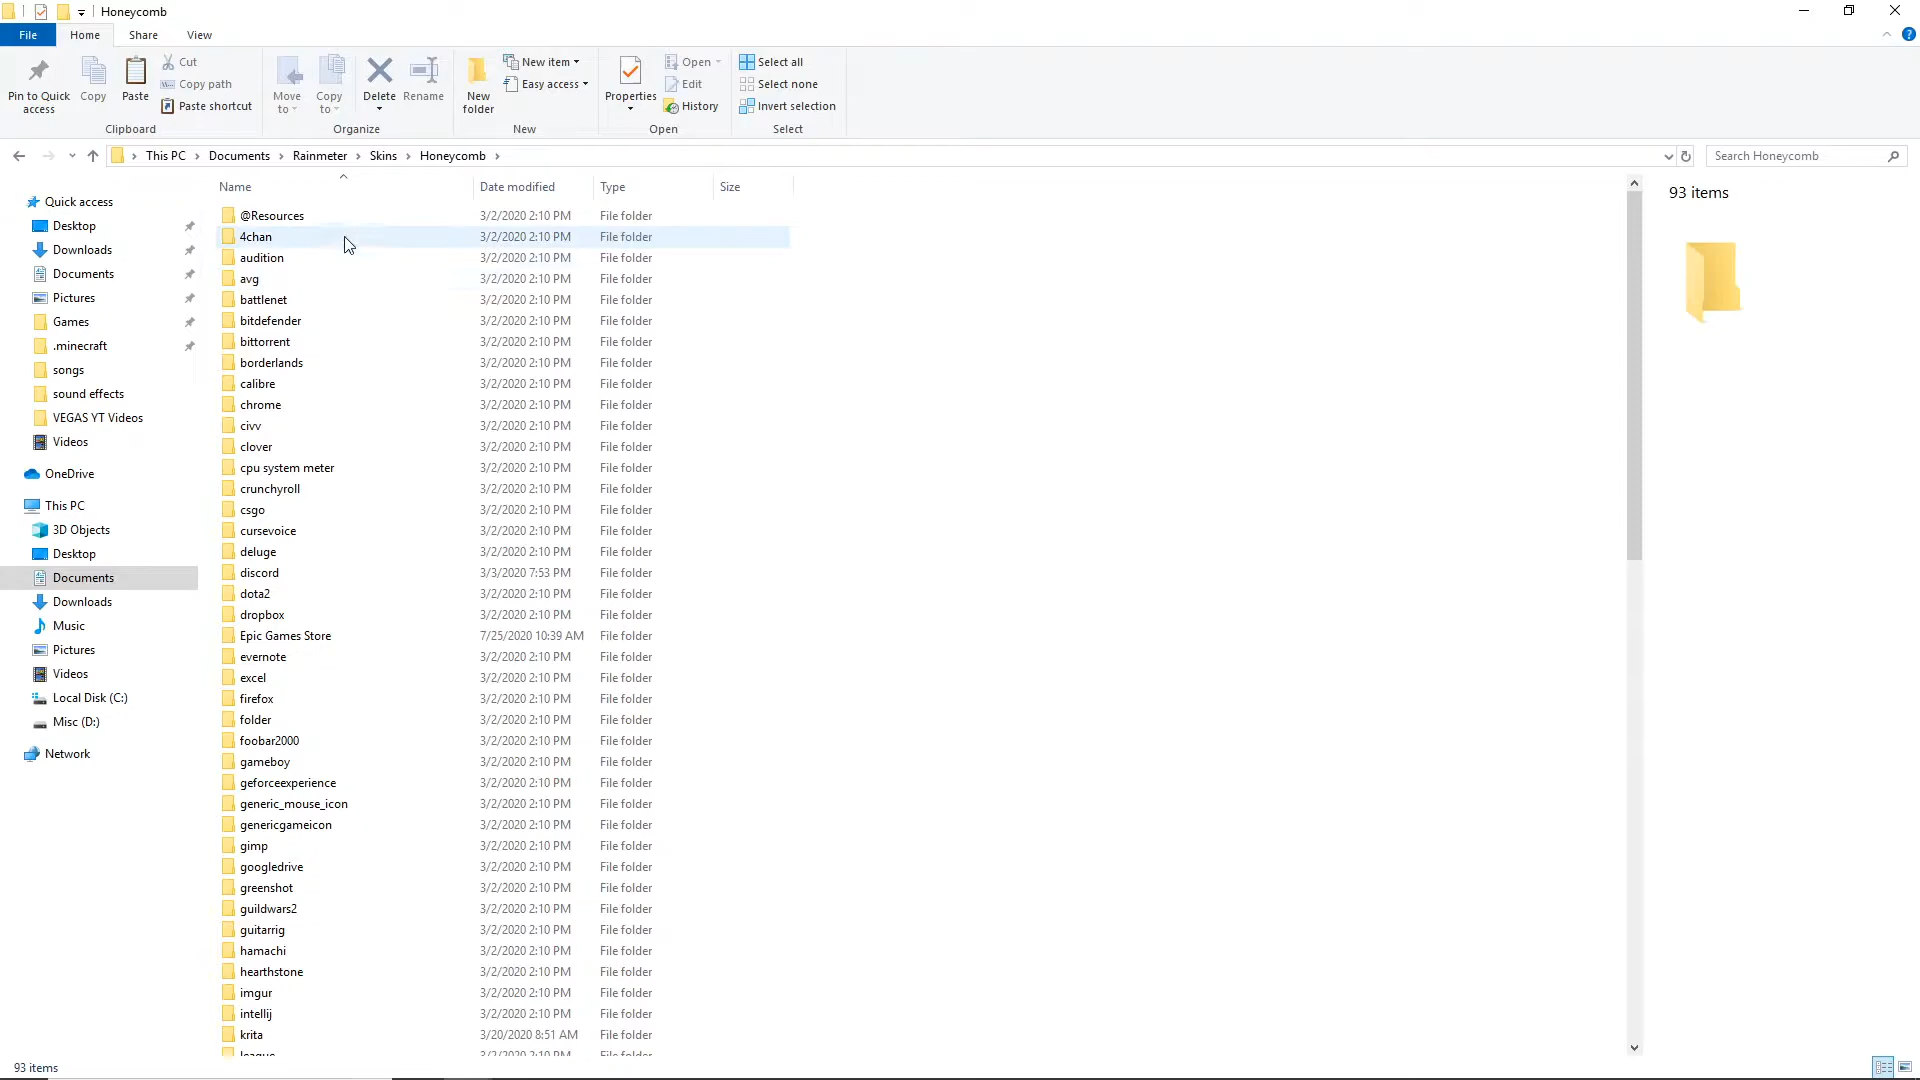 Honeycomb
File Home Share View
Pin to Quick access
Copy
Paste
Cut
Copy path
Paste shortcut
Clipboard
Move to
Copy to
Delete
Rename
Organize
New folder
New item
Easy access
New
Properties
Open
Edit
History
Open
Select all
Select none
Invert selection
Select
This PC Documents Rainmeter Skins Honeycomb
Search Honeycomb
Quick access
Desktop
Downloads
Documents
Pictures
Games
.minecraft
songs
sound effects
VEGAS YT Videos
Videos
OneDrive
This PC
3D Objects
Desktop
Documents
Downloads
Music
Pictures
Videos
Local Disk (C:)
Misc (D:)
Network
Name Date modified Type Size
@Resources 3/2/2020 2:10 PM File folder
4chan 3/2/2020 2:10 PM File folder
audition 3/2/2020 2:10 PM File folder
avg 3/2/2020 2:10 PM File folder
battlenet 3/2/2020 2:10 PM File folder
bitdefender 3/2/2020 2:10 PM File folder
bittorrent 3/2/2020 2:10 PM File folder
borderlands 3/2/2020 2:10 PM File folder
calibre 3/2/2020 2:10 PM File folder
chrome 3/2/2020 2:10 PM File folder
civv 3/2/2020 2:10 PM File folder
clover 3/2/2020 2:10 PM File folder
cpu system meter 3/2/2020 2:10 PM File folder
crunchyroll 3/2/2020 2:10 PM File folder
csgo 3/2/2020 2:10 PM File folder
cursevoice 3/2/2020 2:10 PM File folder
deluge 3/2/2020 2:10 PM File folder
discord 3/3/2020 7:53 PM File folder
dota2 3/2/2020 2:10 PM File folder
dropbox 3/2/2020 2:10 PM File folder
Epic Games Store 7/25/2020 10:39 AM File folder
evernote 3/2/2020 2:10 PM File folder
excel 3/2/2020 2:10 PM File folder
firefox 3/2/2020 2:10 PM File folder
folder 3/2/2020 2:10 PM File folder
foobar2000 3/2/2020 2:10 PM File folder
gameboy 3/2/2020 2:10 PM File folder
geforceexperience 3/2/2020 2:10 PM File folder
generic_mouse_icon 3/2/2020 2:10 PM File folder
genericgameicon 3/2/2020 2:10 PM File folder
gimp 3/2/2020 2:10 PM File folder
googledrive 3/2/2020 2:10 PM File folder
greenshot 3/2/2020 2:10 PM File folder
guildwars2 3/2/2020 2:10 PM File folder
guitarrig 3/2/2020 2:10 PM File folder
hamachi 3/2/2020 2:10 PM File folder
hearthstone 3/2/2020 2:10 PM File folder
imgur 3/2/2020 2:10 PM File folder
intellij 3/2/2020 2:10 PM File folder
krita 3/20/2020 8:51 AM File folder
league 3/2/2020 2:10 PM File folder
93 items
93 items